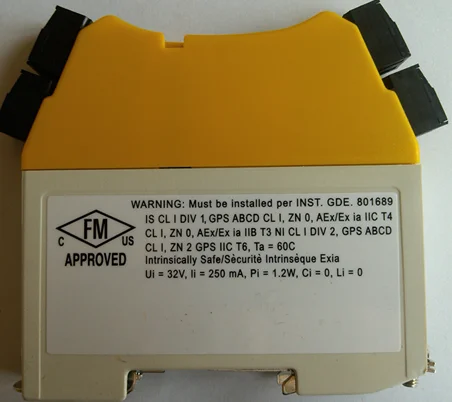 WARNING: Must be installed per INST. GDE. 801689
IS CL I DIV 1, GPS ABCD CL I, ZN 0, AEx/Ex ia IIC T4
CL I, ZN 0, AEx/Ex ia IIB T3 NI CL I DIV 2, GPS ABCD
CL I, ZN 2 GPS IIC T6, Ta = 60C
Intrinsically Safe/Sècuritè Intrinsèque Exia
Ui = 32V, Ii = 250 mA, Pi = 1.2W, Ci = 0, Li = 0
FM
C US
APPROVED